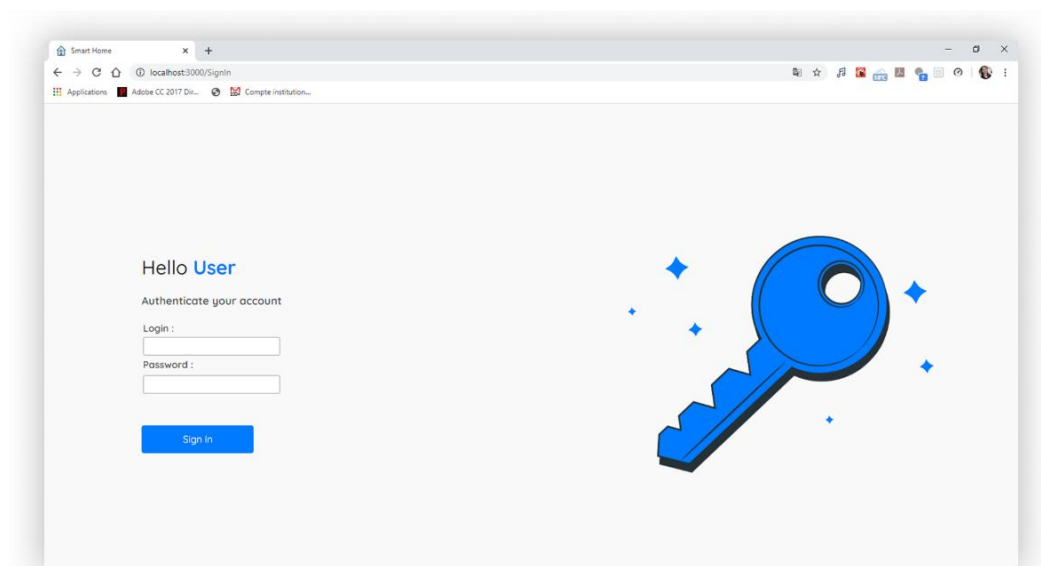 Smart Home
localhost:3000/SignIn
Applications Adobe CC 2017 Dir... Compte institution...
Hello User
Authenticate your account
Login :
Password :
Sign In